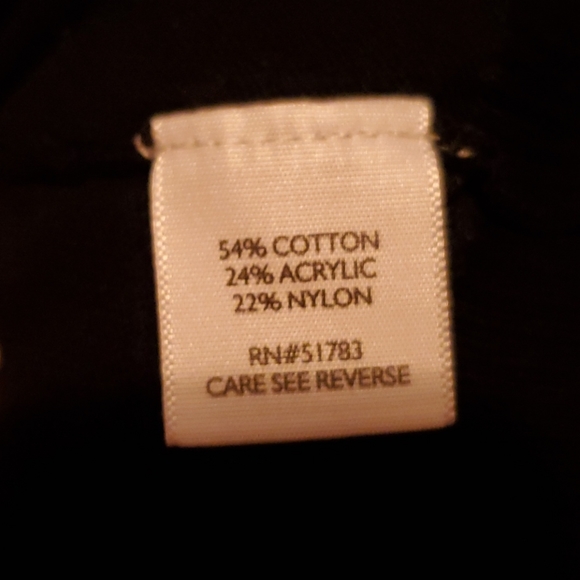 54% COTTON
24% ACRYLIC
22% NYLON
RN#51783
CARE SEE REVERSE